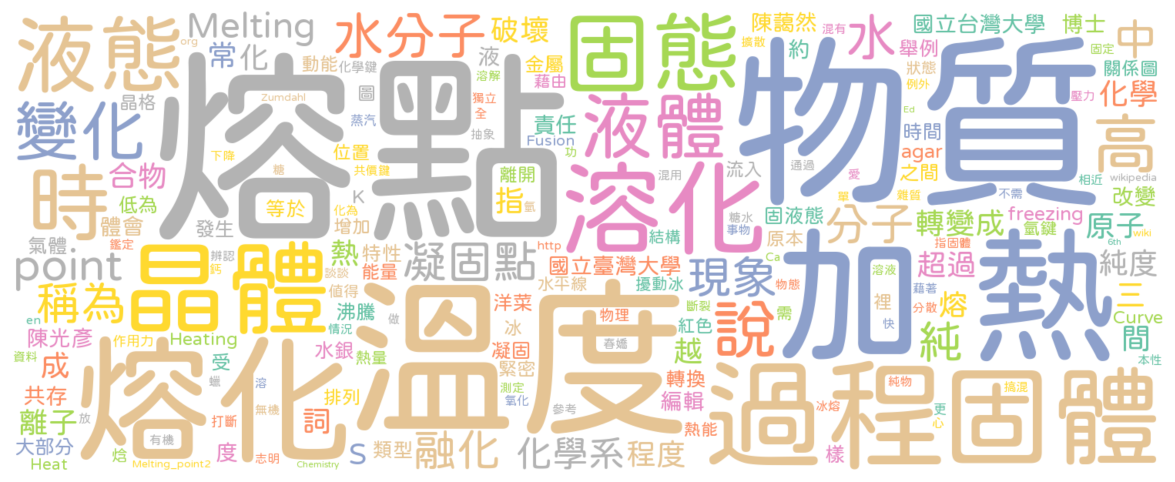 液態
Melting
常
化
水分子
破壞
動能
化學鍵
液
溶解
金屬
藉由
固態
陳藹然
擴散
混有
約
水
舉例
國立台灣大學
狀態
例外
博士
固定
關係圖
壓力
中
化學
變化
晶格
圖
Zumdahl
蒸汽
獨立
全
抽象
熔點
液體
物質
時間
Ed
agar
之間
高
時
合物
低為
下降
位置
共價鍵
糖
等於
K
責任
Fusion
功
離開
指
氫
溶化
混用
流入
通過
愛
單
雜質
不需
相近
wikipedia
改變
體會
發生
化為
增加
糖水
事物
固液態
原本
結構
分子
轉變成
freezing
氫鍵
原子
wiki
6th
指固體
氣體
鑑定
point
晶體
辨認
鈣
熱
談談
特性
能量
值得
凝固點
http
國立臺灣大學
水平線
擾動冰
斷裂
Ca
物態
現象
加熱
溶液
藉著
分散
裡
快
超過
熔
純度
三
Curve
間
本性
稱為
en
陳光彥
資料
作用力
Heating
沸騰
情況
做
洋菜
冰
溫度
物理
紅色
需
說
純
成
蠟
受
溶
水銀
熱量
凝固
緊密
測定
氧化
舂嬌
參考
越
轉換
編輯
熱能
過程
純物
冰熔
更
心
搞混
固體
共存
離子
放
打斷
無機
排列
詞
大部分
有機
Heat
焓
Melting_point2
度
志明
Chemistry
S
類型
融化
化學系
程度
樣
熔化
org